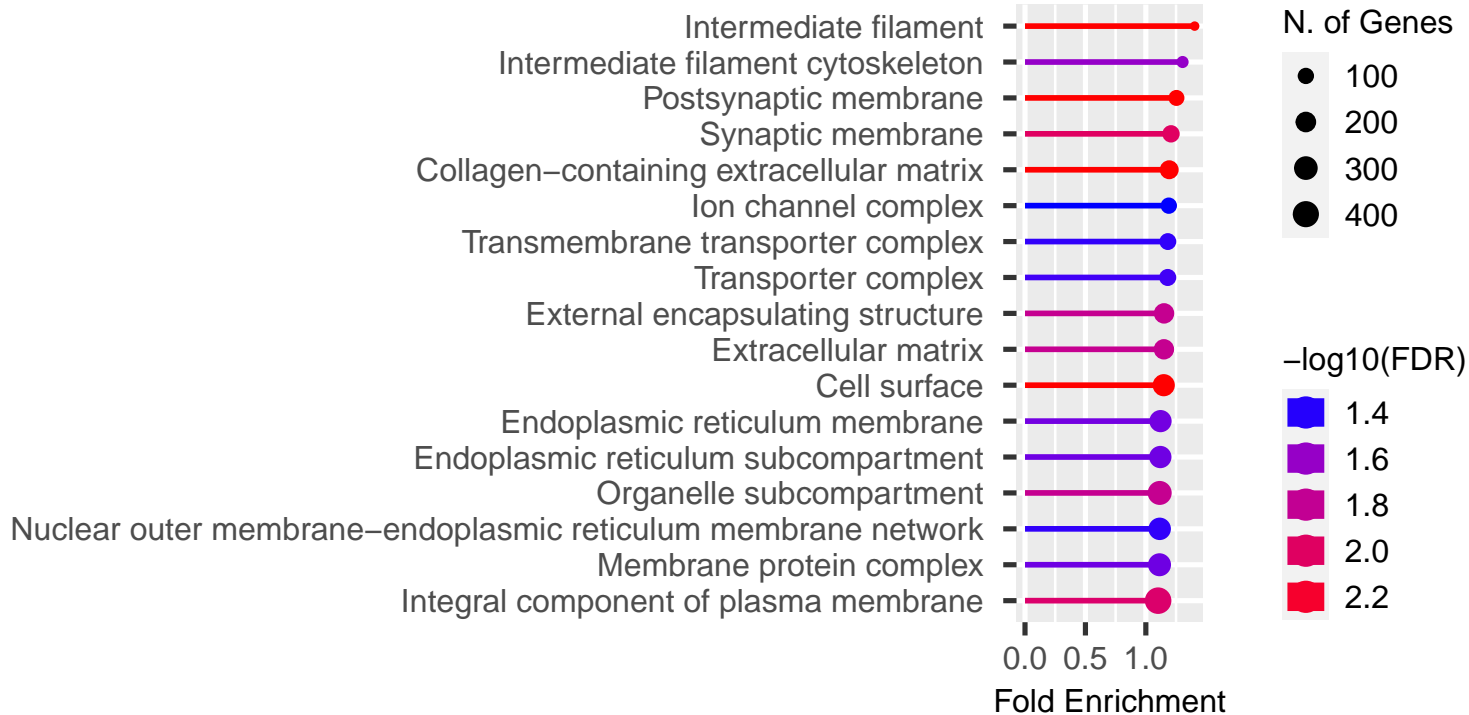 Intermediate filament
Intermediate filament cytoskeleton
Postsynaptic membrane
Synaptic membrane
Collagen−containing extracellular matrix
Ion channel complex
Transmembrane transporter complex
Transporter complex
External encapsulating structure
Extracellular matrix
Cell surface
Endoplasmic reticulum membrane
Endoplasmic reticulum subcompartment
Organelle subcompartment
Nuclear outer membrane−endoplasmic reticulum membrane network
Membrane protein complex
Integral component of plasma membrane
0.0 0.5 1.0
Fold Enrichment
N. of Genes
100
200
300
400
−log10(FDR)
1.4
1.6
1.8
2.0
2.2